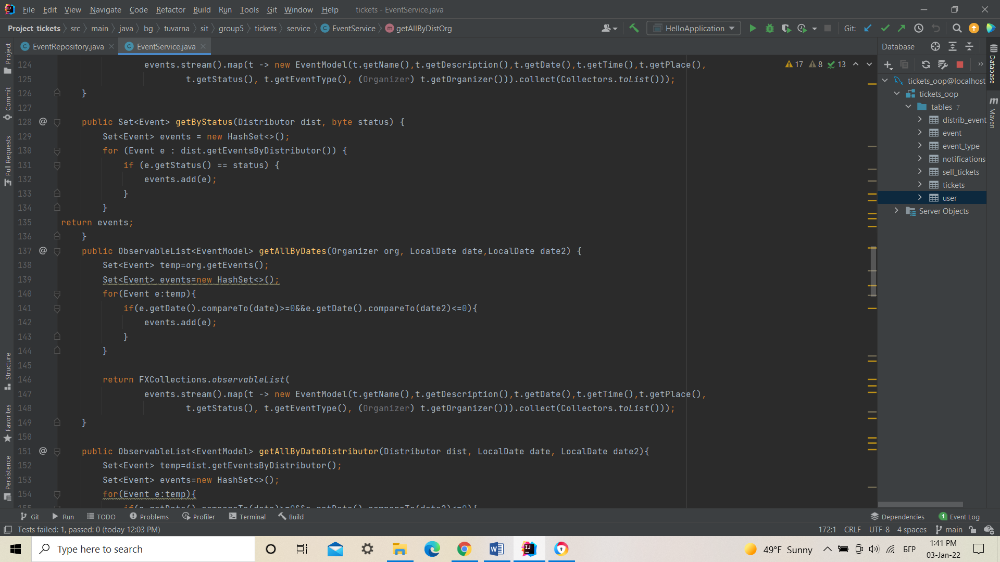 File Edit View Navigate Code Refactor Build Run Tools Git Window Help tickets - EventService.java
Project_tickets src main java bg tuvarna sit group5 tickets service EventService getAllByDistOrg HelloApplication Git:
EventRepository.java EventService.java Database
17 8 13
124 events.stream().map(t -> new EventModel(t.getName(),t.getDescription(),t.getDate(),t.getTime(),t.getPlace(),
125 t.getStatus(), t.getEventType(), (Organizer) t.getOrganizer())).collect(Collectors.toList()));
126 }
127
128 @ public Set<Event> getByStatus(Distributor dist, byte status) {
129 Set<Event> events = new HashSet<>();
130 for (Event e : dist.getEventsByDistributor()) {
131 if (e.getStatus() == status) {
132 events.add(e);
133 }
134 }
135 return events;
136 }
137 @ public ObservableList<EventModel> getAllByDates(Organizer org, LocalDate date,LocalDate date2) {
138 Set<Event> temp=org.getEvents();
139 Set<Event> events=new HashSet<>();
140 for(Event e:temp){
141 if(e.getDate().compareTo(date)>=0&&e.getDate().compareTo(date2)<=0){
142 events.add(e);
143 }
144 }
145
146 return FXCollections.observableList(
147 events.stream().map(t -> new EventModel(t.getName(),t.getDescription(),t.getDate(),t.getTime(),t.getPlace(),
148 t.getStatus(), t.getEventType(), (Organizer) t.getOrganizer())).collect(Collectors.toList()));
149 }
150
151 @ public ObservableList<EventModel> getAllByDateDistributor(Distributor dist, LocalDate date, LocalDate date2){
152 Set<Event> temp=dist.getEventsByDistributor();
153 Set<Event> events=new HashSet<>();
154 for(Event e:temp){
155 if(e.getDate().compareTo(date)>=0&&e.getDate().compareTo(date2)<=0){
tickets_oop@localhost
tickets_oop
tables 7
distrib_event
event
event_type
notifications
sell_tickets
tickets
user
Server Objects
Project
Commit
Pull Requests
Structure
Favorites
Persistence
Database
Maven
Git Run TODO Problems Profiler Terminal Build Dependencies 1 Event Log
Tests failed: 1, passed: 0 (today 12:03 PM) 172:1 CRLF UTF-8 4 spaces main
Type here to search 49°F Sunny БГР 1:41 PM
03-Jan-22